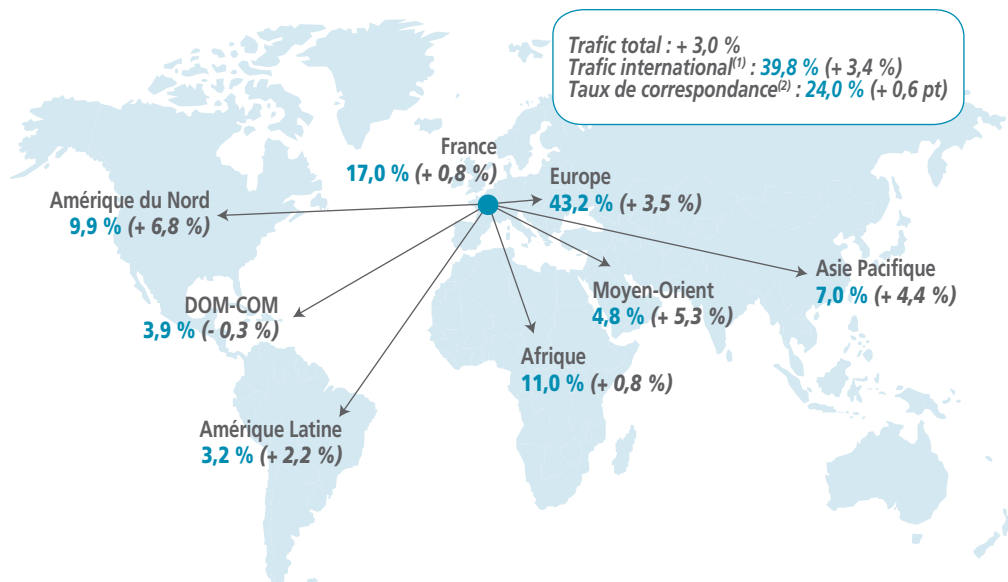 Trafic total : + 3,0 %
Trafic international(1) : 39,8 % (+ 3,4 %)
Taux de correspondance(2) : 24,0 % (+ 0,6 pt)
France
17,0 % (+ 0,8 %)
Europe
43,2 % (+ 3,5 %)
Amérique du Nord
9,9 % (+ 6,8 %)
Asie Pacifique
7,0 % (+ 4,4 %)
Moyen-Orient
4,8 % (+ 5,3 %)
DOM-COM
3,9 % (- 0,3 %)
Afrique
11,0 % (+ 0,8 %)
Amérique Latine
3,2 % (+ 2,2 %)